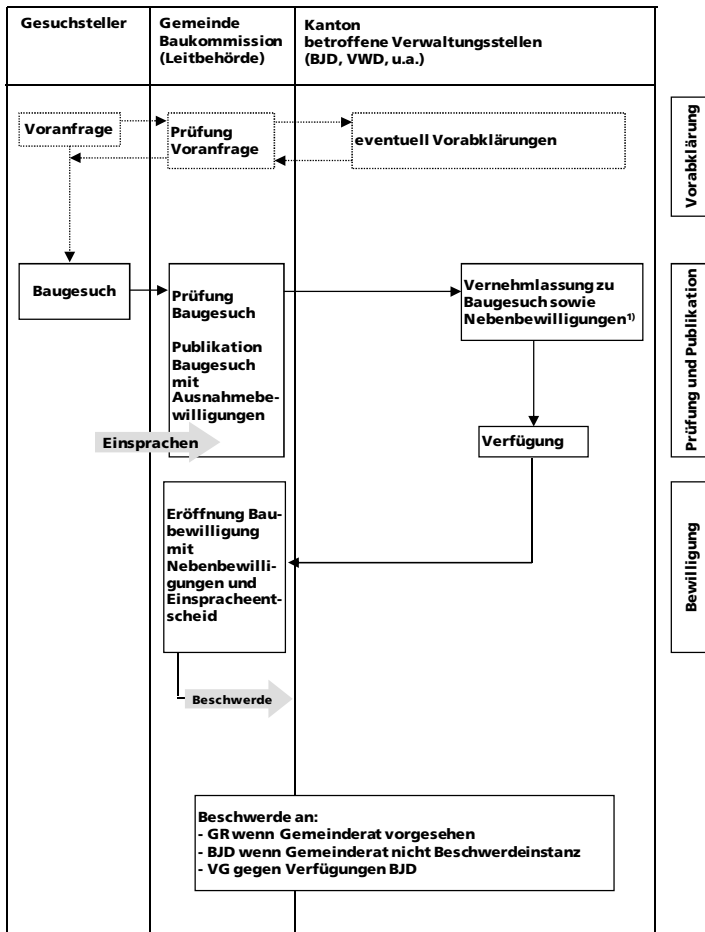 Gesuchsteller
Gemeinde
Baukommission
(Leitbehörde)
Kanton
betroffene Verwaltungsstellen
(BJD, VWD, u.a.)
Voranfrage
Prüfung
Voranfrage
eventuell Vorabklärungen
Vorabklärung
Baugesuch
Prüfung
Baugesuch
Publikation
Baugesuch
mit
Ausnahmebe-
willigungen
Vernehmlassung zu
Baugesuch sowie
Nebenbewilligungen¹⁾
Einsprachen
Verfügung
Prüfung und Publikation
Eröffnung Bau-
bewilligung
mit
Nebenbewilli-
gungen und
Einspracheent-
scheid
Bewilligung
Beschwerde
Beschwerde an:
- GR wenn Gemeinderat vorgesehen
- BJD wenn Gemeinderat nicht Beschwerdeinstanz
- VG gegen Verfügungen BJD